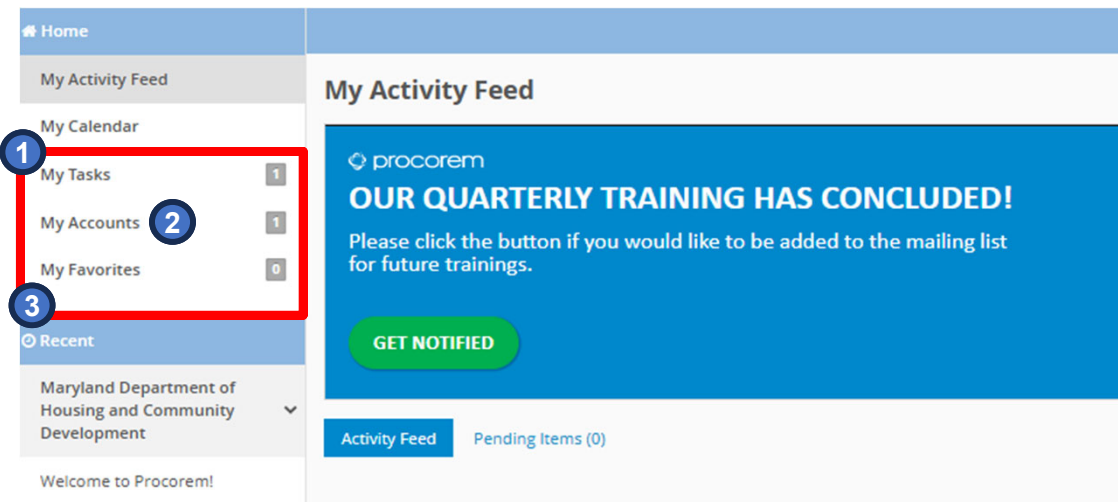 Home
My Activity Feed
My Calendar
1
My Tasks 1
My Accounts 2 1
My Favorites 0
3
Recent
Maryland Department of
Housing and Community
Development
Welcome to Procorem!
My Activity Feed
procorem
OUR QUARTERLY TRAINING HAS CONCLUDED!
Please click the button if you would like to be added to the mailing list
for future trainings.
GET NOTIFIED
Activity Feed Pending Items (0)